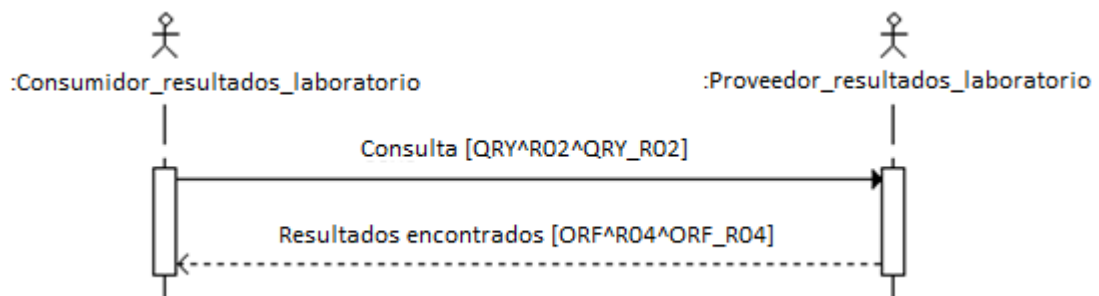 :Consumidor_resultados_laboratorio
:Proveedor_resultados_laboratorio
Consulta [QRY^R02^QRY_R02]
Resultados encontrados [ORF^R04^ORF_R04]